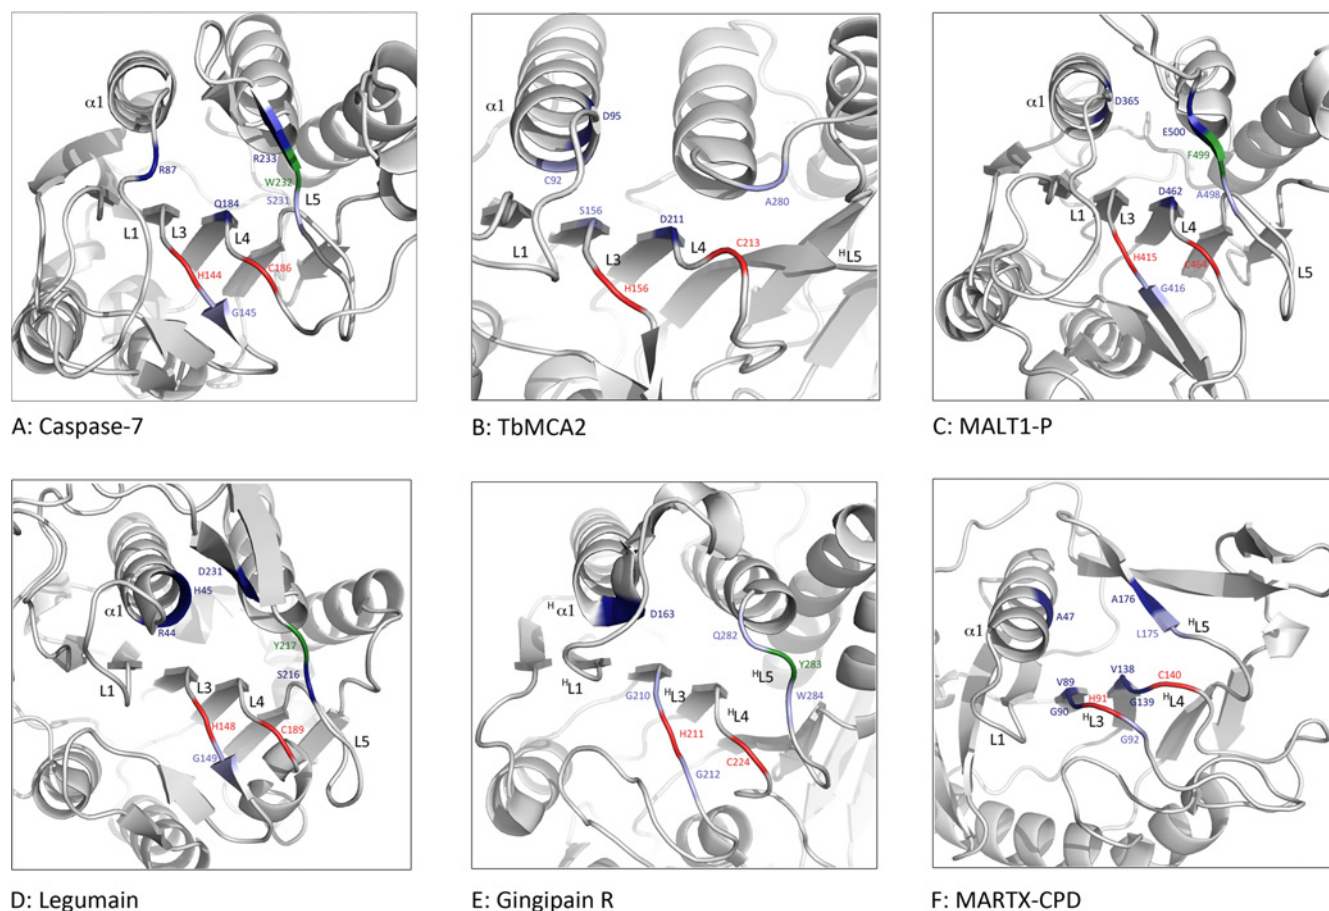 α1
R87
R233
W232
S231
L5
Q184
L1
L3
L4
H144
C186
G145
A: Caspase-7
α1
D95
C92
A280
S156
D211
L1
L3
L4
C213
ᴴL5
H156
B: TbMCA2
α1
D365
E500
F499
A498
D462
L1
L3
L4
H415
C464
G416
L5
C: MALT1-P
D231
H45
α1
R44
Y217
S216
L1
L3
L4
H148
C189
G149
L5
D: Legumain
ᴴα1
D163
Q282
Y283
ᴴL5
W284
ᴴL1
G210
ᴴL3
ᴴL4
H211
C224
G212
E: Gingipain R
α1
A47
A176
L175
ᴴL5
V89
V138
C140
H91
G90
G139
ᴴL4
ᴴL3
G92
L1
F: MARTX-CPD